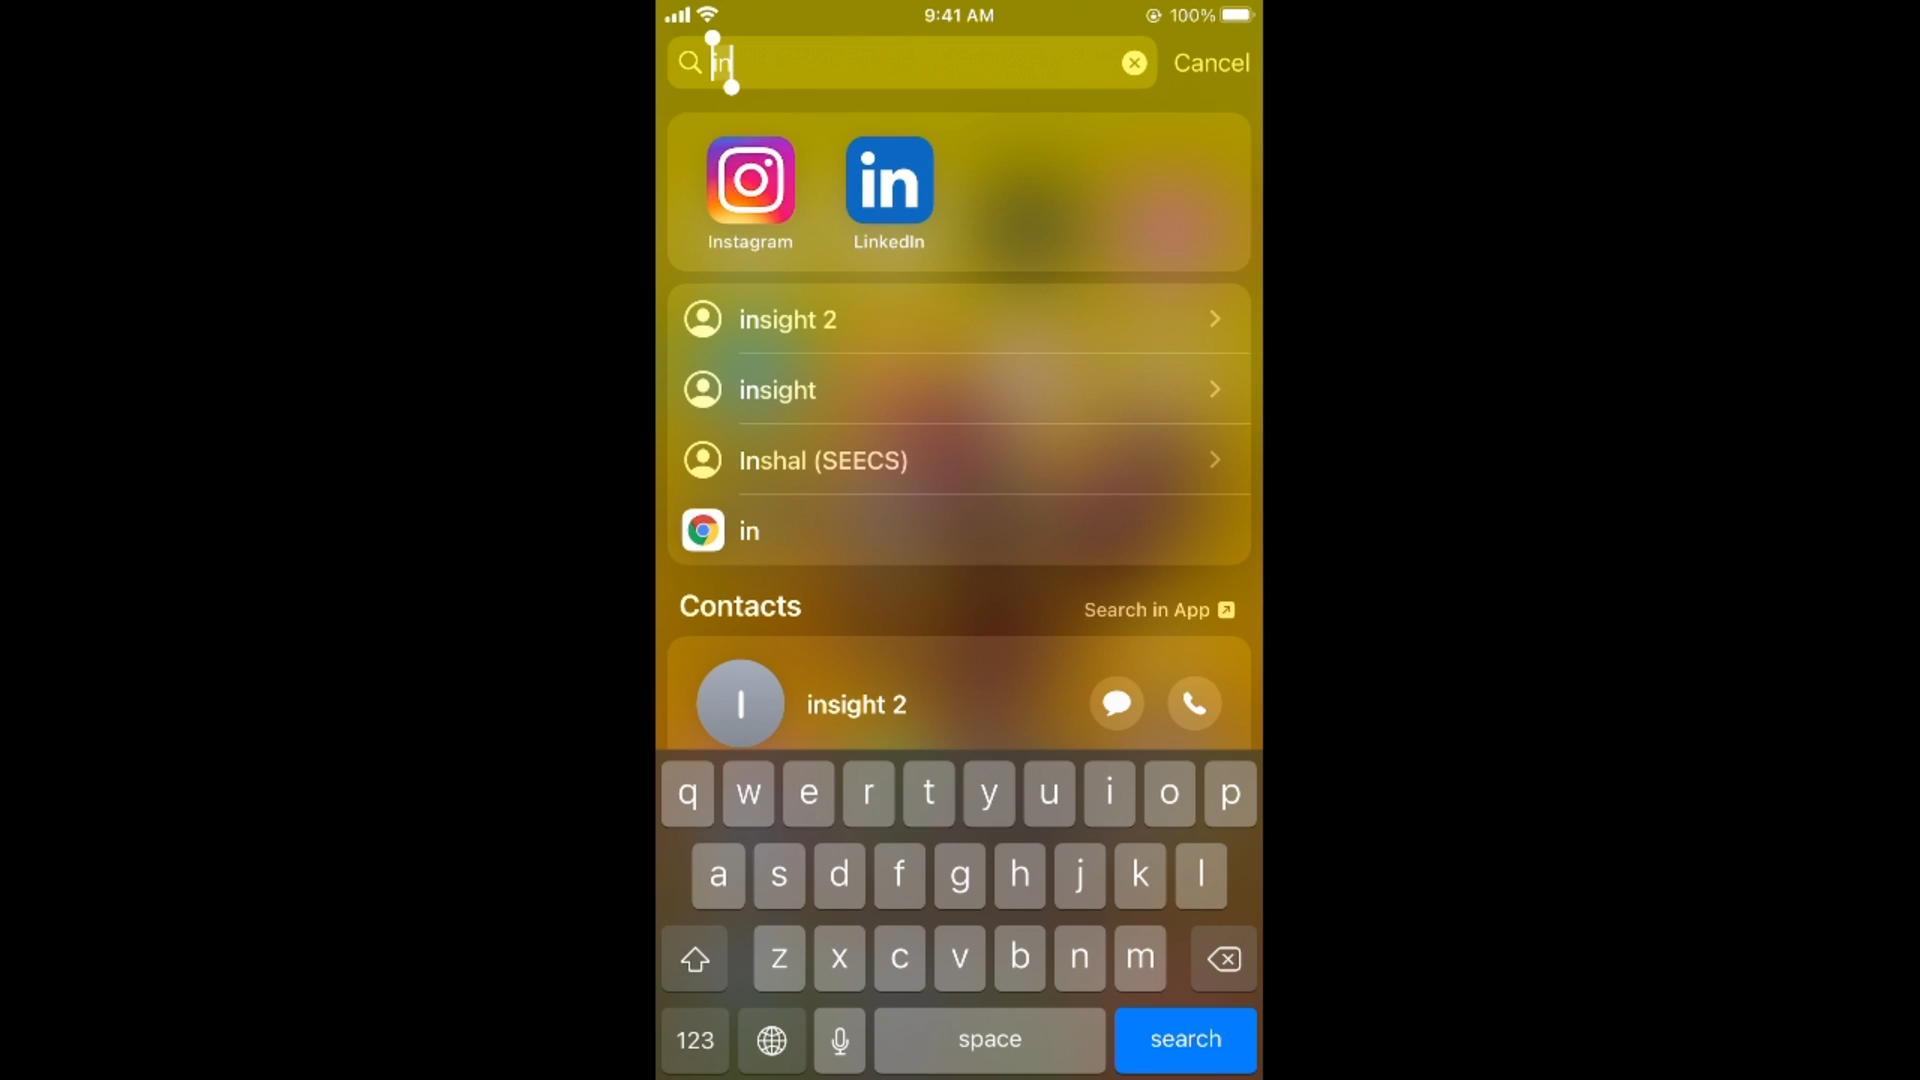 9:41 AM
100%
in
Cancel
in
Instagram
LinkedIn
insight 2
insight
Inshal (SEECS)
in
Contacts
Search in App
I
insight 2
q w e r t y u i o p
a s d f g h j k l
z x c v b n m
123
space
search